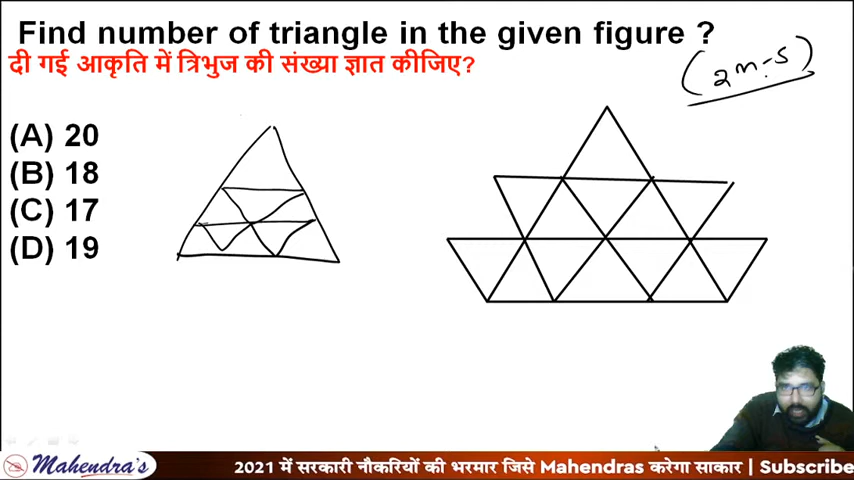 Find number of triangle in the given figure ?
(2n-5)
दी गई आकृति में त्रिभुज की संख्या ज्ञात कीजिए?
(A) 20
(B) 18
(C) 17
(D) 19
Mahendra's
2021 में सरकारी नौकरियों की भरमार जिसे Mahendras करेगा साकार | Subscribe